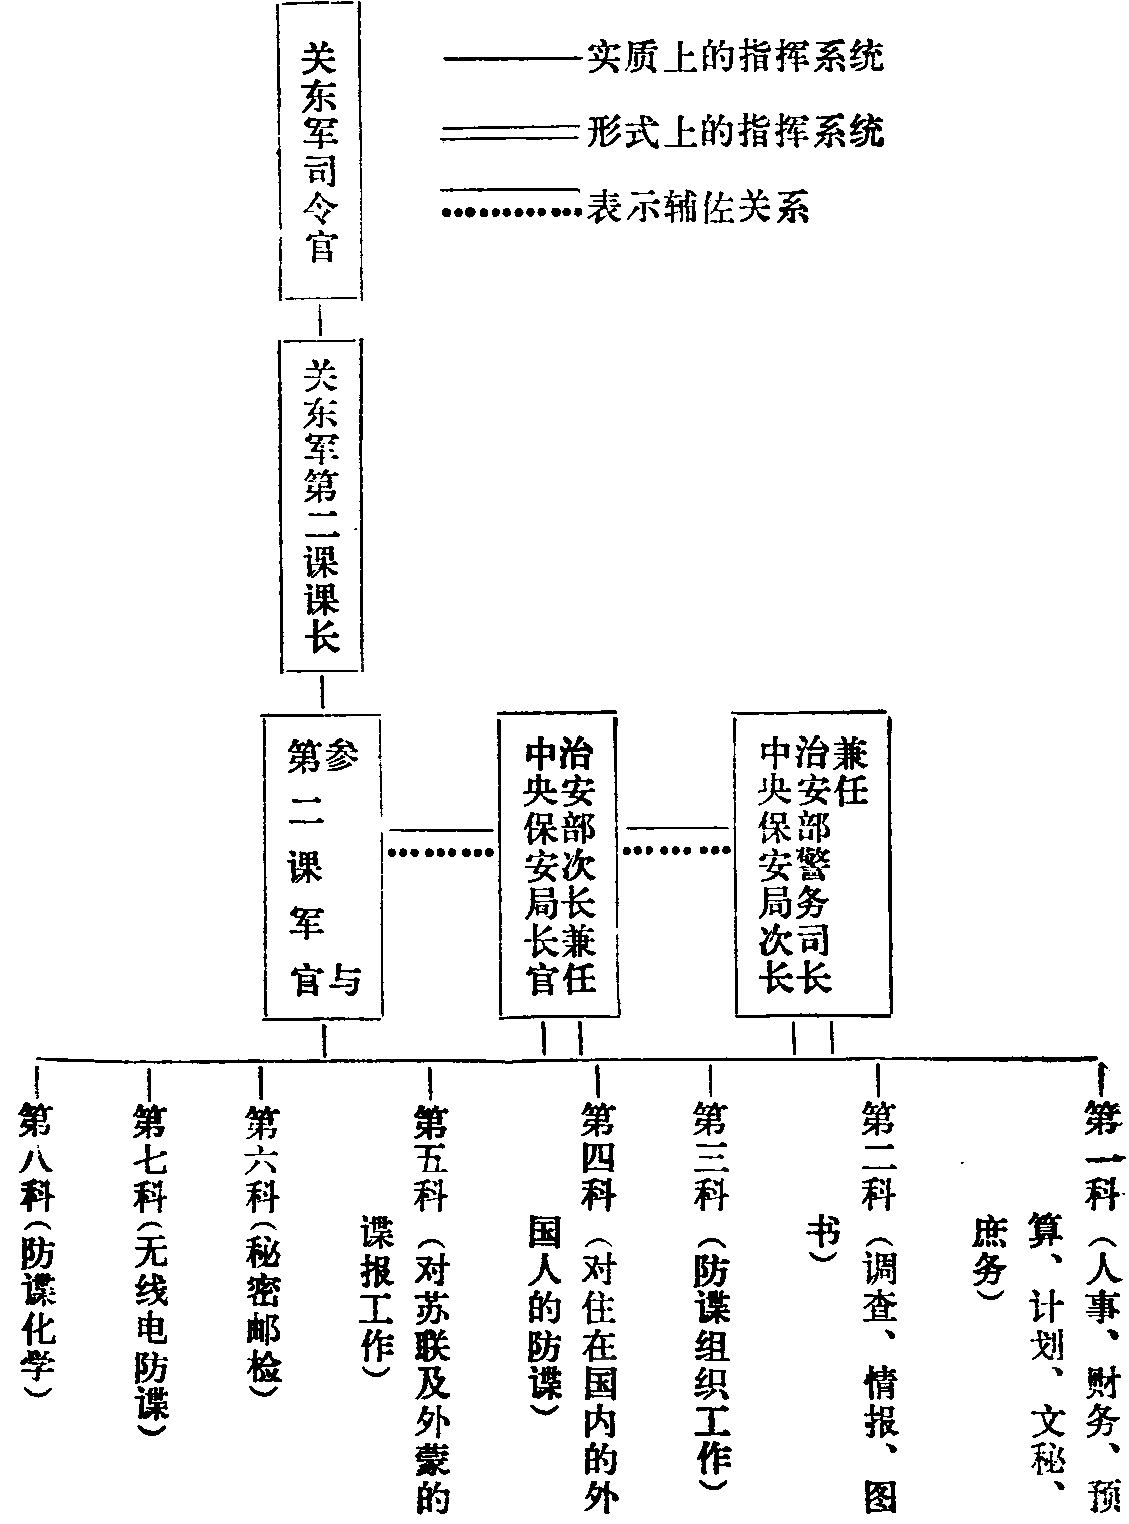 实质上的指挥系统
形式上的指挥系统
表示辅佐关系
关东军司令官
关东军第二课课长
参与
第二课军官
治安部次长兼任
中央保安局长官
兼任
治安部警务司长
中央保安局次长
第一科（人事、财务、预
算、计划、文秘、
庶务）
第二科（调查、情报、图
书）
第三科（防谍组织工作）
第四科（对住在国内的外
国人的防谍）
第五科（对苏联及外蒙的
谍报工作）
第六科（秘密邮检）
第七科（无线电防谍）
第八科（防谍化学）